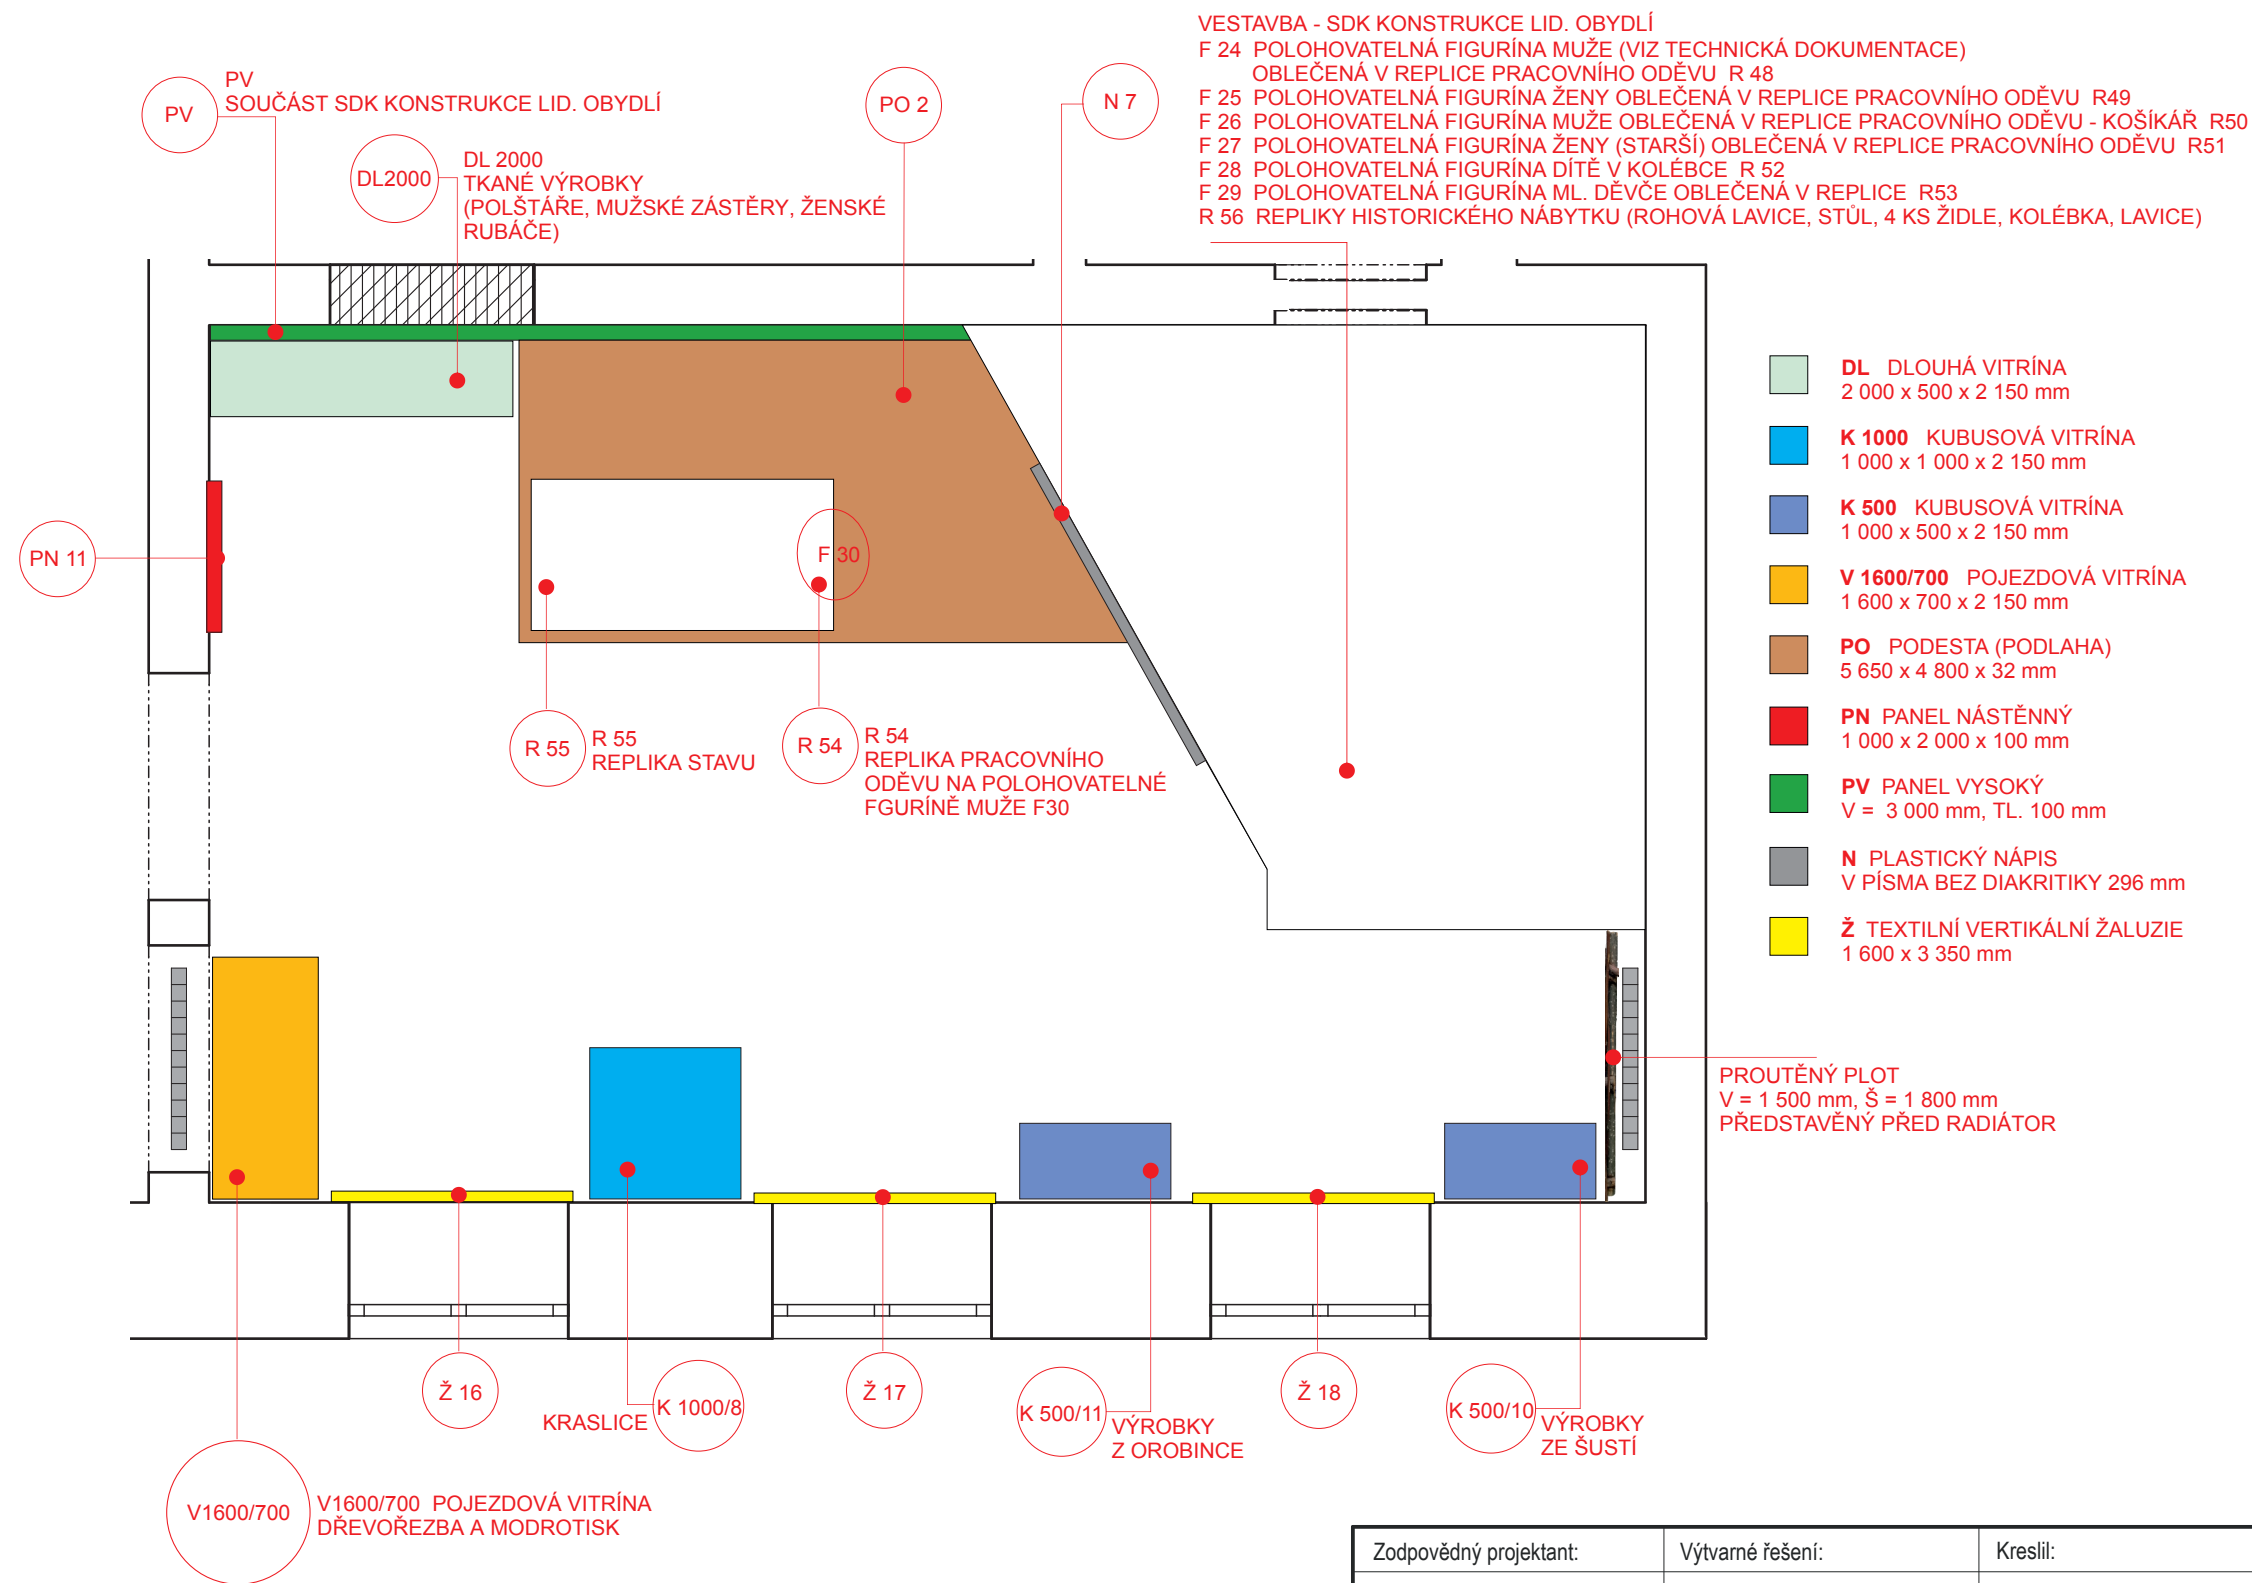 VESTAVBA - SDK KONSTRUKCE LID. OBYDLÍ
F 24 POLOHOVATELNÁ FIGURÍNA MUŽE (VIZ TECHNICKÁ DOKUMENTACE)
OBLEČENÁ V REPLICE PRACOVNÍHO ODĚVU R 48
F 25 POLOHOVATELNÁ FIGURÍNA ŽENY OBLEČENÁ V REPLICE PRACOVNÍHO ODĚVU R49
F 26 POLOHOVATELNÁ FIGURÍNA MUŽE OBLEČENÁ V REPLICE PRACOVNÍHO ODĚVU - KOŠÍKÁŘ R50
F 27 POLOHOVATELNÁ FIGURÍNA ŽENY (STARŠÍ) OBLEČENÁ V REPLICE PRACOVNÍHO ODĚVU R51
F 28 POLOHOVATELNÁ FIGURÍNA DÍTĚ V KOLÉBCE R 52
F 29 POLOHOVATELNÁ FIGURÍNA ML. DĚVČE OBLEČENÁ V REPLICE R53
R 56 REPLIKY HISTORICKÉHO NÁBYTKU (ROHOVÁ LAVICE, STŮL, 4 KS ŽIDLE, KOLÉBKA, LAVICE)
PV
PV
SOUČÁST SDK KONSTRUKCE LID. OBYDLÍ
PO 2
N 7
DL2000
DL 2000
TKANÉ VÝROBKY
(POLŠTÁŘE, MUŽSKÉ ZÁSTĚRY, ŽENSKÉ
RUBÁČE)
PN 11
F 30
R 55
R 55
REPLIKA STAVU
R 54
R 54
REPLIKA PRACOVNÍHO
ODĚVU NA POLOHOVATELNÉ
FGURÍNĚ MUŽE F30
DL DLOUHÁ VITRÍNA
2 000 x 500 x 2 150 mm
K 1000 KUBUSOVÁ VITRÍNA
1 000 x 1 000 x 2 150 mm
K 500 KUBUSOVÁ VITRÍNA
1 000 x 500 x 2 150 mm
V 1600/700 POJEZDOVÁ VITRÍNA
1 600 x 700 x 2 150 mm
PO PODESTA (PODLAHA)
5 650 x 4 800 x 32 mm
PN PANEL NÁSTĚNNÝ
1 000 x 2 000 x 100 mm
PV PANEL VYSOKÝ
V = 3 000 mm, TL. 100 mm
N PLASTICKÝ NÁPIS
V PÍSMA BEZ DIAKRITIKY 296 mm
Ž TEXTILNÍ VERTIKÁLNÍ ŽALUZIE
1 600 x 3 350 mm
PROUTĚNÝ PLOT
V = 1 500 mm, Š = 1 800 mm
PŘEDSTAVĚNÝ PŘED RADIÁTOR
Ž 16
KRASLICE
K 1000/8
Ž 17
K 500/11
VÝROBKY
Z OROBINCE
Ž 18
K 500/10
VÝROBKY
ZE ŠUSTÍ
V1600/700
V1600/700 POJEZDOVÁ VITRÍNA
DŘEVOŘEZBA A MODROTISK
Zodpovědný projektant:
Výtvarné řešení:
Kreslil: